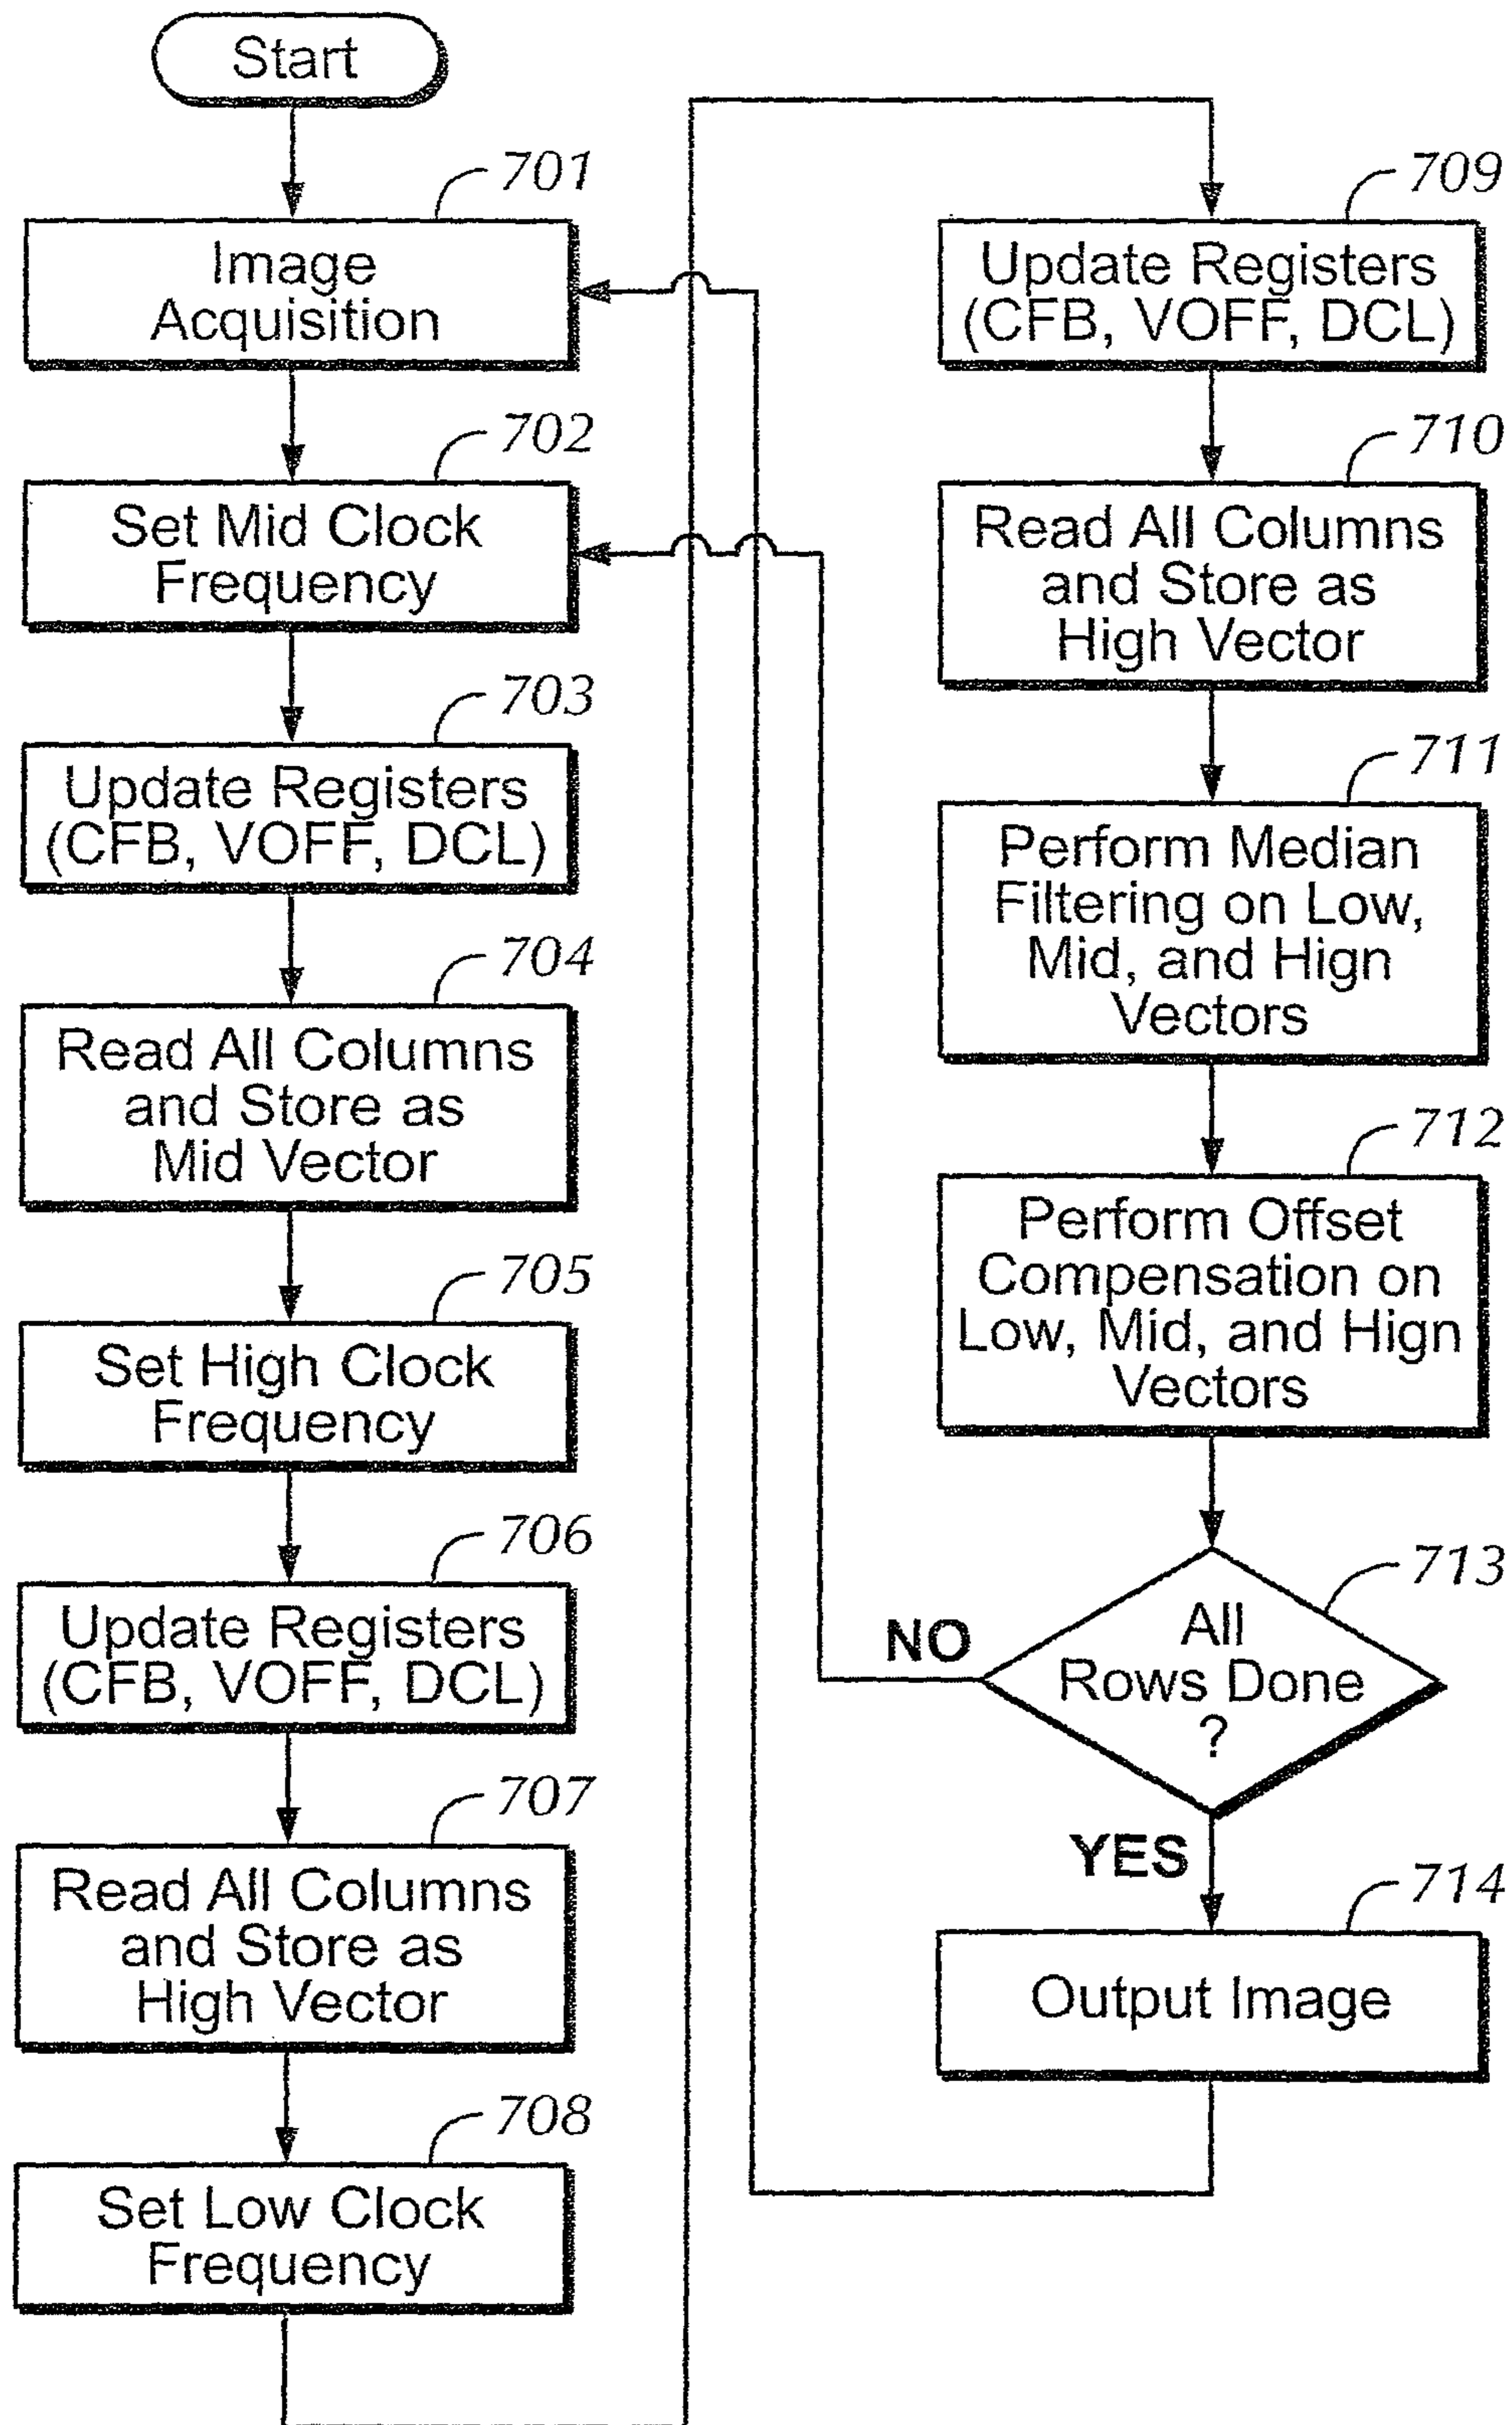 Start
701
Image
Acquisition
702
Set Mid Clock
Frequency
703
Update Registers
(CFB, VOFF, DCL)
704
Read All Columns
and Store as
Mid Vector
705
Set High Clock
Frequency
706
Update Registers
(CFB, VOFF, DCL)
707
Read All Columns
and Store as
High Vector
708
Set Low Clock
Frequency
709
Update Registers
(CFB, VOFF, DCL)
710
Read All Columns
and Store as
High Vector
711
Perform Median
Filtering on Low,
Mid, and Hign
Vectors
712
Perform Offset
Compensation on
Low, Mid, and Hign
Vectors
713
All
Rows Done
?
NO
YES
714
Output Image